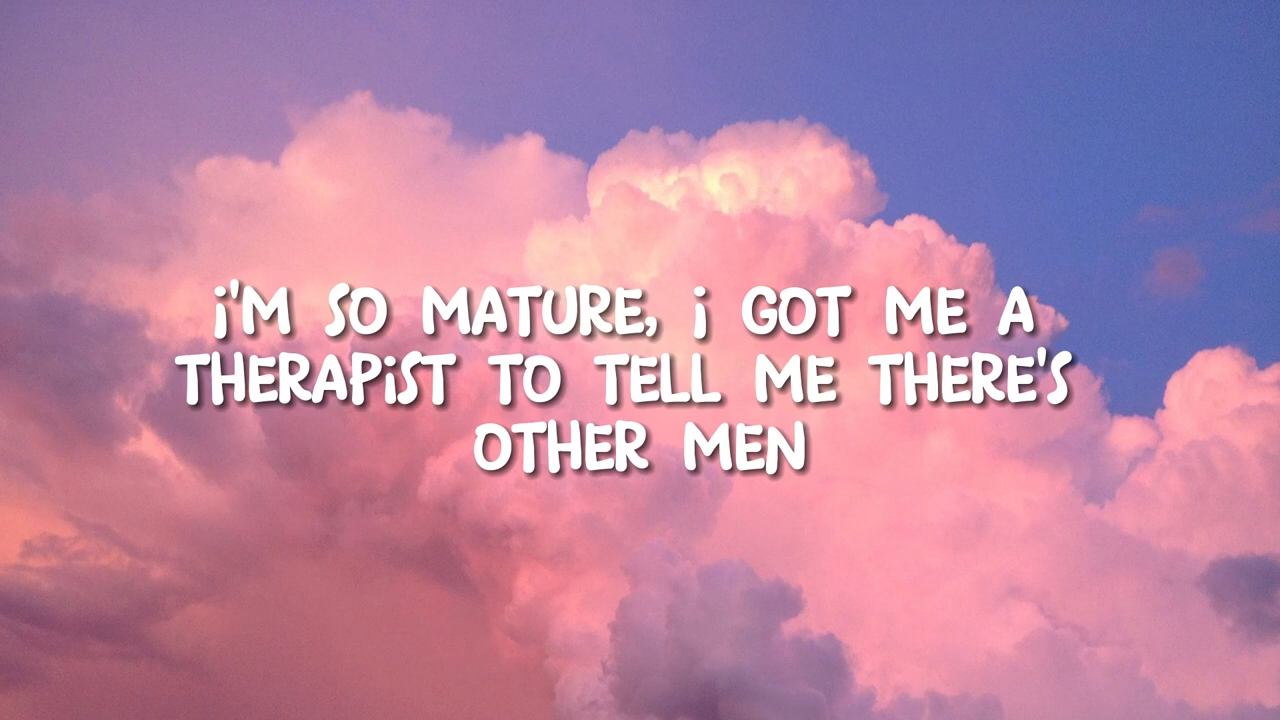 i'M SO MATURE, i GOT ME A
THERAPiST TO TELL ME THERE'S
OTHER MEN